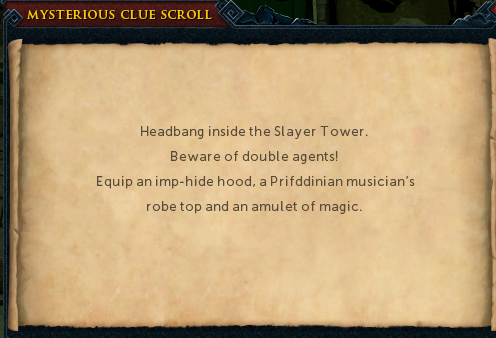 MYSTERIOUS CLUE SCROLL
Headbang inside the Slayer Tower.
Beware of double agents!
Equip an imp-hide hood, a Prifddinian musician's
robe top and an amulet of magic.